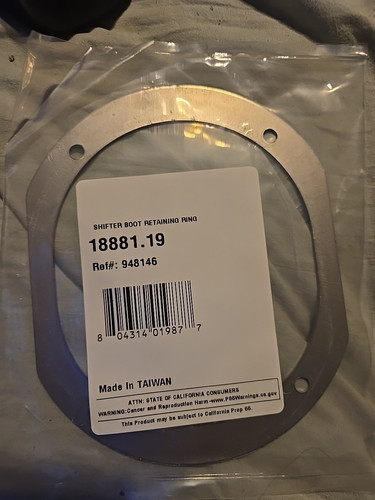 SHIFTER BOOT RETAINING RING
18881.19
Ref#: 948146
8 04314 01987 7
Made in TAIWAN
ATTN: STATE OF CALIFORNIA CONSUMERS
WARNING: Cancer and Reproduction Harm-www.P65Warnings.ca.gov
This Product may be subject to California Prop 65.